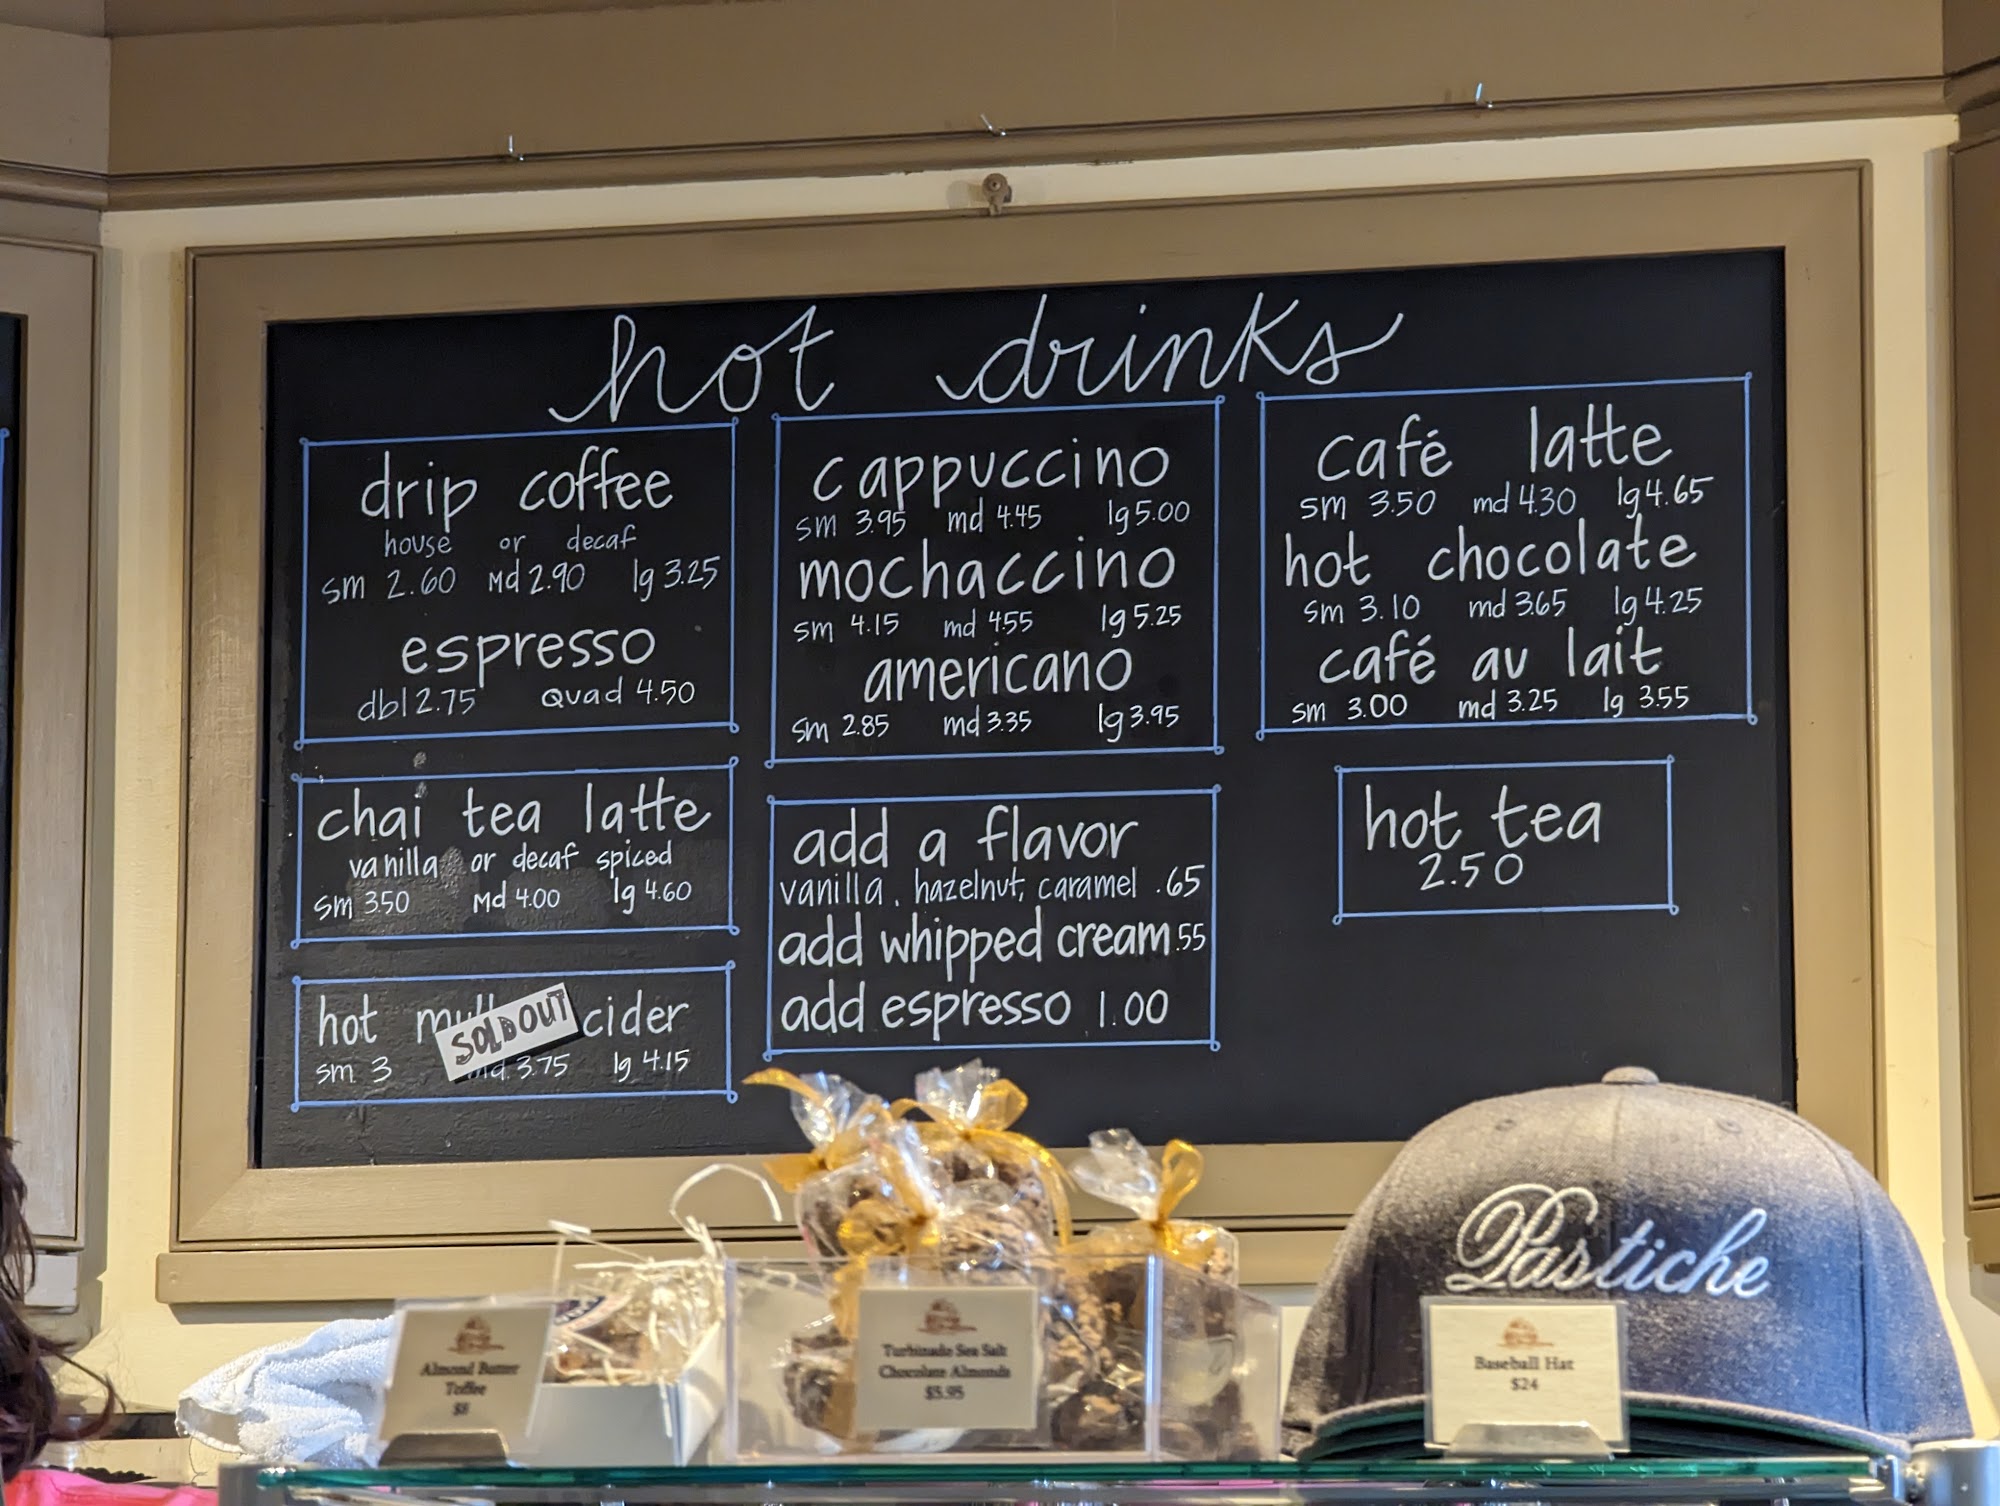 hot drinks
drip coffee
house or decaf
sm 2.60 Md 2.90 lg 3.25
espresso
dbl 2.75 Quad 4.50
chai tea latte
vanilla or decaf spiced
sm 3.50 Md 4.00 lg 4.60
hot cider
SOLD OUT
sm. 3 md. 3.75 lg 4.15
cappuccino
sm 3.95 md 4.45 lg 5.00
mochaccino
sm 4.15 md 4.55 lg 5.25
americano
sm 2.85 md 3.35 lg 3.95
add a flavor
vanilla, hazelnut, caramel .65
add whipped cream .55
add espresso 1.00
café latte
sm 3.50 md 4.30 lg 4.65
hot chocolate
sm 3.10 md 3.65 lg 4.25
café au lait
sm 3.00 md 3.25 lg 3.55
hot tea
2.50
Almond Butter
Toffee
$8
Turbinado Sea Salt
Chocolate Almonds
$5.95
Pastiche
Baseball Hat
$24